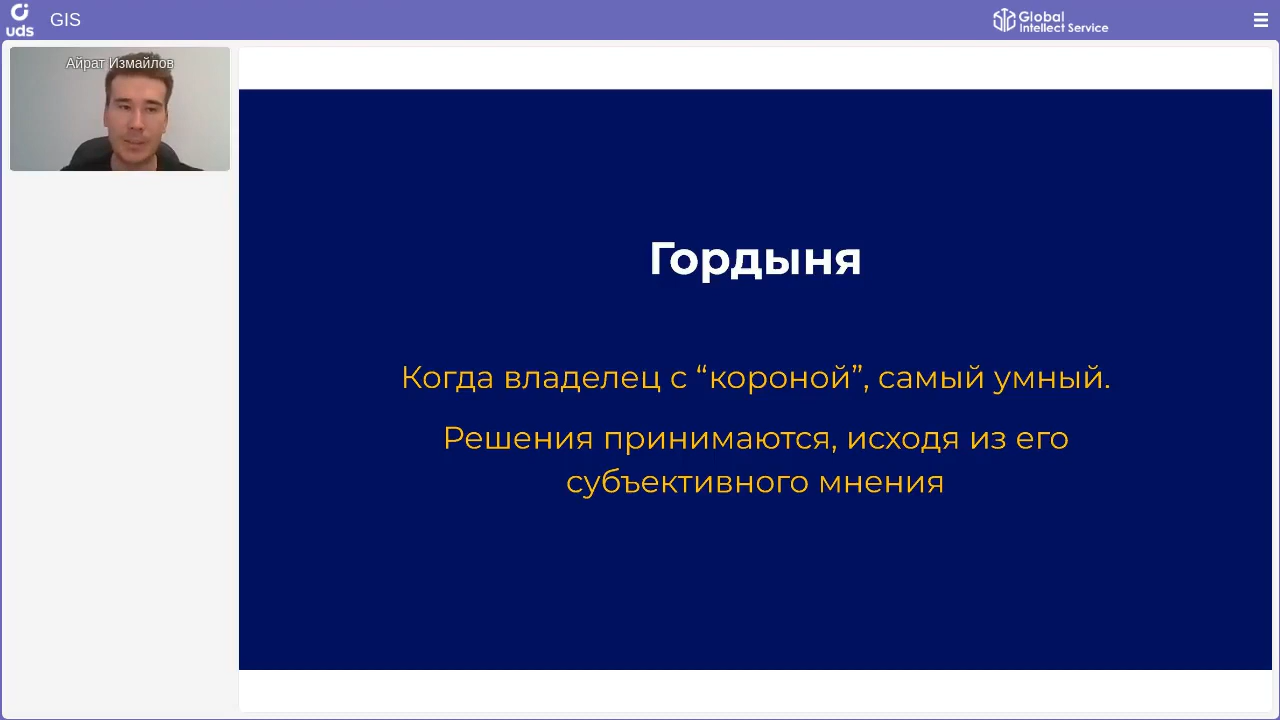 uds
GIS
Global
Intellect Service
Айрат Измайлов
Гордыня
Когда владелец с “короной”, самый умный.
Решения принимаются, исходя из его
субъективного мнения